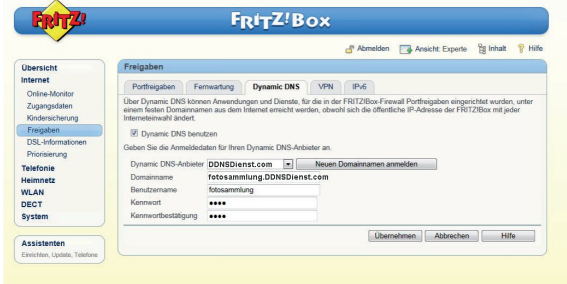 FRITZ!
FRITZ!Box
Abmelden Ansicht: Experte Inhalt Hilfe
Übersicht
Internet
Online-Monitor
Zugangsdaten
Kindersicherung
Freigaben
DSL-Informationen
Priorisierung
Telefonie
Heimnetz
WLAN
DECT
System
Assistenten
Einrichten, Update, Telefone
Freigaben
Portfreigaben Fernwartung Dynamic DNS VPN IPv6
Über Dynamic DNS können Anwendungen und Dienste, für die in der FRITZ!Box-Firewall Portfreigaben eingerichtet wurden, unter
einem festen Domainnamen aus dem Internet erreicht werden, obwohl sich die öffentliche IP-Adresse der FRITZ!Box mit jeder
Interneteinwahl ändert.
Dynamic DNS benutzen
Geben Sie die Anmeldedaten für Ihren Dynamic DNS-Anbieter an.
Dynamic DNS-Anbieter DDNSDienst.com Neuen Domainnamen anmelden
Domainname fotosammlung.DDNSDienst.com
Benutzername fotosammlung
Kennwort ••••
Kennwortbestätigung ••••
Übernehmen Abbrechen Hilfe